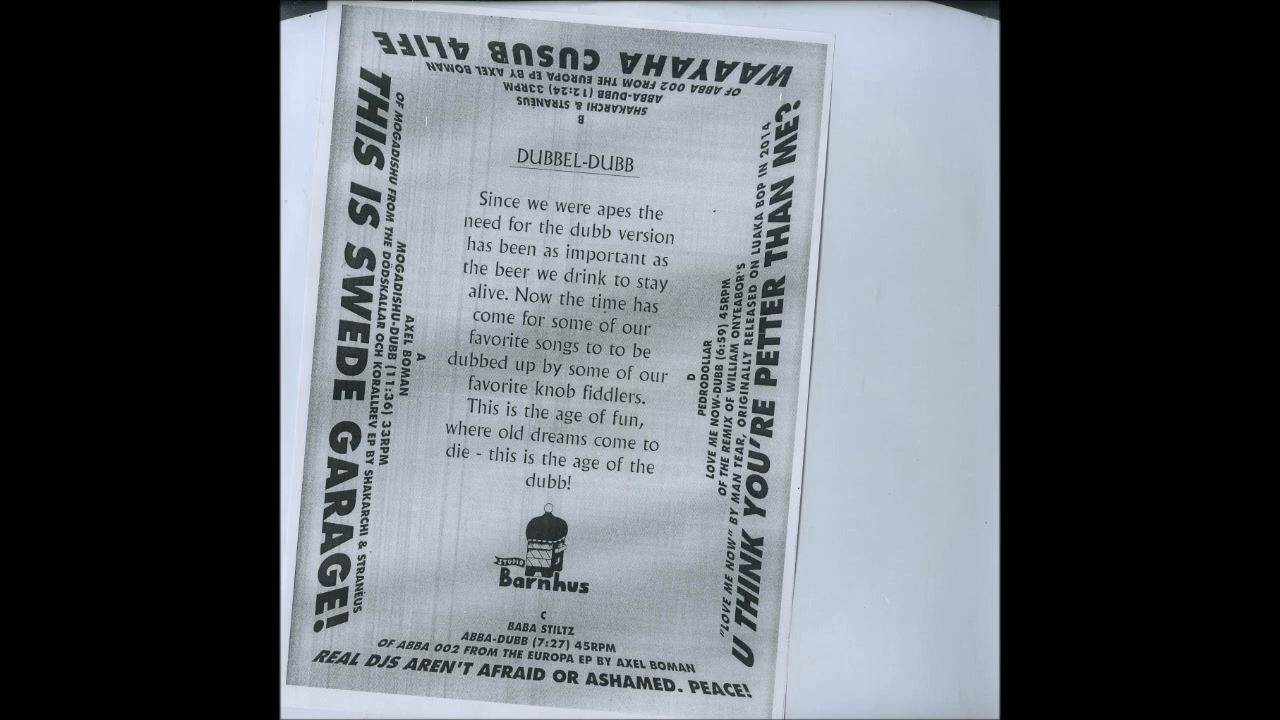 WAAYAHA CUSUB 4LIFE
OF ABBA 002 FROM THE EUROPA EP BY AXEL BOMAN
ABBA-DUBB (12:24) 33RPM
SHAKARCHI & STRANÉUS
B
THIS IS SWEDE GARAGE!
OF MOGADISHU FROM THE DÖDSKALLAR OCH KORALLREV EP BY SHAKARCHI & STRANÉUS
MOGADISHU-DUBB (11:36) 33RPM
AXEL BOMAN
A
DUBBEL-DUBB
Since we were apes the
need for the dubb version
has been as important as
the beer we drink to stay
alive. Now the time has
come for some of our
favorite songs to to be
dubbed up by some of our
favorite knob fiddlers.
This is the age of fun,
where old dreams come to
die - this is the age of the
dubb!
STUDIO
Barnhus
D
PEDRODOLLAR
LOVE ME NOW-DUBB (6:59) 45RPM
OF THE REMIX OF WILLIAM ONYEABOR'S
"LOVE ME NOW" BY MAN TEAR, ORIGINALLY RELEASED ON LUAKA BOP IN 2014
U THINK YOU'RE PETTER THAN ME?
C
BABA STILTZ
ABBA-DUBB (7:27) 45RPM
OF ABBA 002 FROM THE EUROPA EP BY AXEL BOMAN
REAL DJS AREN'T AFRAID OR ASHAMED. PEACE!